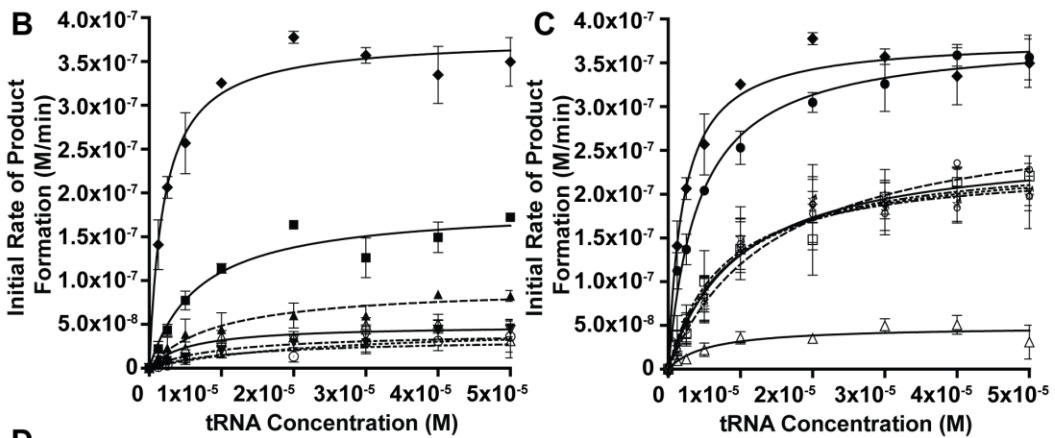 B
Initial Rate of Product
Formation (M/min)
4.0x10⁻⁷
3.5x10⁻⁷
3.0x10⁻⁷
2.5x10⁻⁷
2.0x10⁻⁷
1.5x10⁻⁷
1.0x10⁻⁷
5.0x10⁻⁸
0
0 1x10⁻⁵ 2x10⁻⁵ 3x10⁻⁵ 4x10⁻⁵ 5x10⁻⁵
tRNA Concentration (M)
C
Initial Rate of Product
Formation (M/min)
4.0x10⁻⁷
3.5x10⁻⁷
3.0x10⁻⁷
2.5x10⁻⁷
2.0x10⁻⁷
1.5x10⁻⁷
1.0x10⁻⁷
5.0x10⁻⁸
0
0 1x10⁻⁵ 2x10⁻⁵ 3x10⁻⁵ 4x10⁻⁵ 5x10⁻⁵
tRNA Concentration (M)